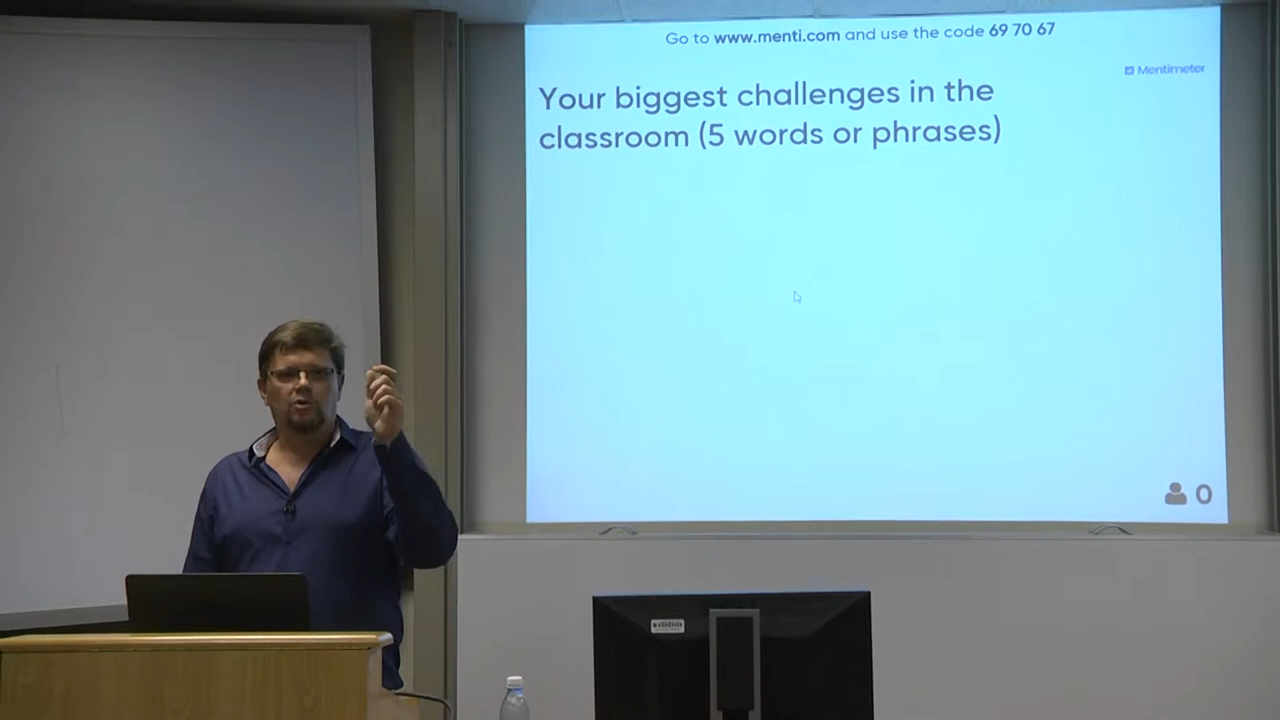 Go to www.menti.com and use the code 69 70 67
Mentimeter
Your biggest challenges in the
classroom (5 words or phrases)
0